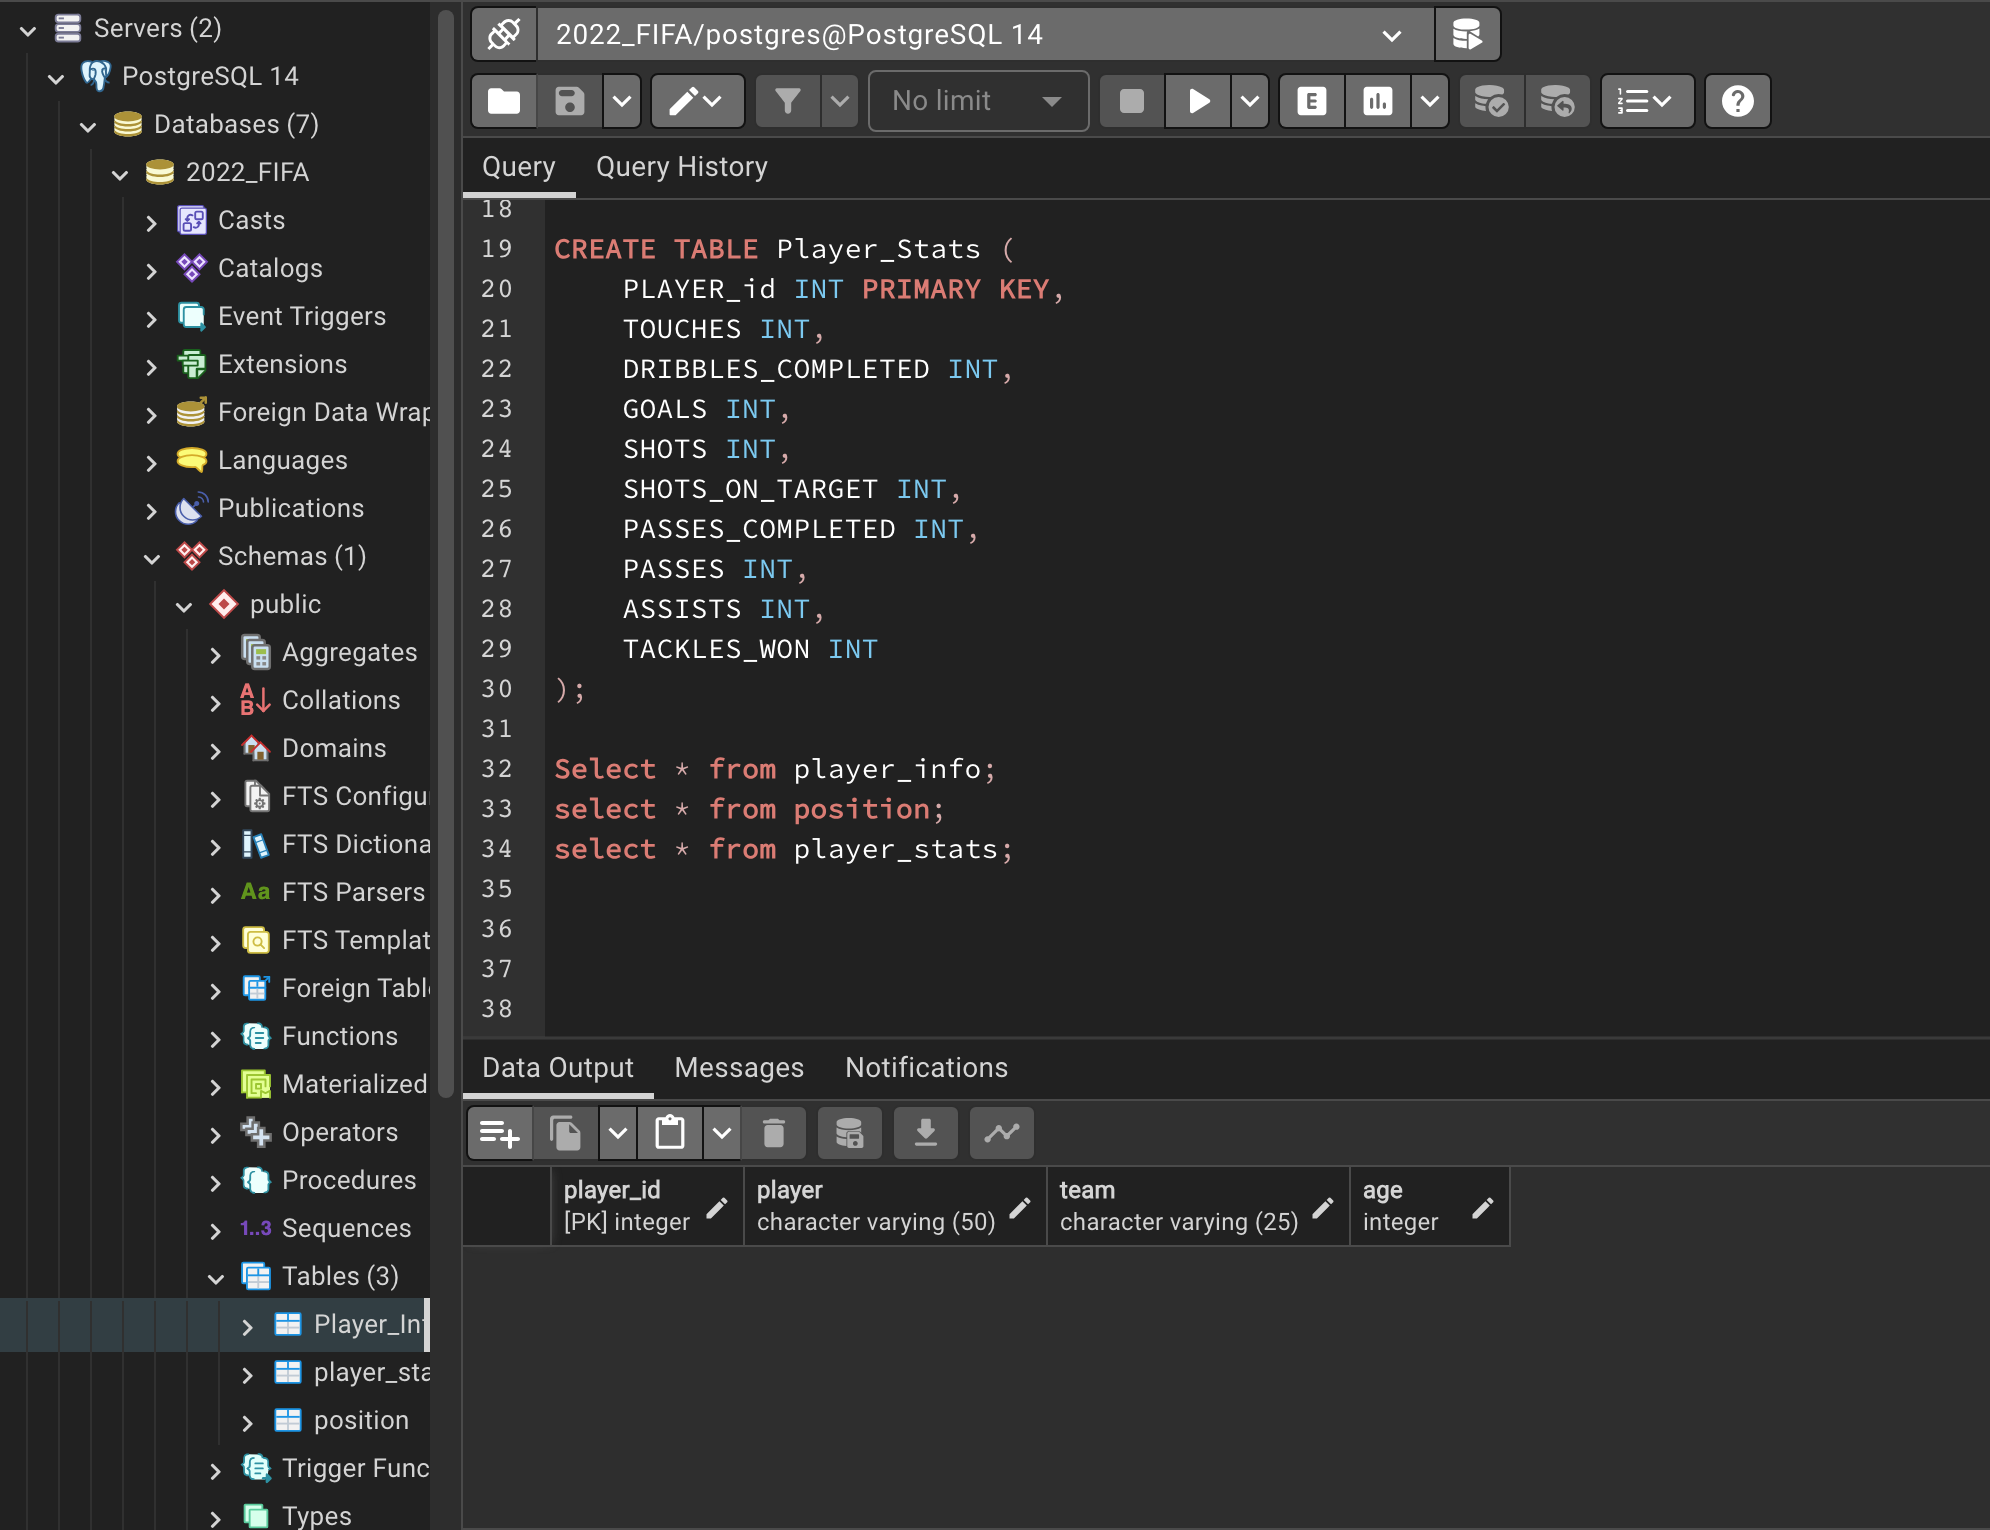 Servers (2)
PostgreSQL 14
Databases (7)
2022_FIFA
Casts
Catalogs
Event Triggers
Extensions
Foreign Data Wrap
Languages
Publications
Schemas (1)
public
Aggregates
Collations
Domains
FTS Configu
FTS Dictiona
Aa FTS Parsers
FTS Templat
Foreign Tabl
Functions
Materialized
Operators
Procedures
1..3 Sequences
Tables (3)
Player_Inf
player_sta
position
Trigger Func
Types
2022_FIFA/postgres@PostgreSQL 14
No limit
E
Query Query History
18
19 CREATE TABLE Player_Stats (
20 PLAYER_id INT PRIMARY KEY,
21 TOUCHES INT,
22 DRIBBLES_COMPLETED INT,
23 GOALS INT,
24 SHOTS INT,
25 SHOTS_ON_TARGET INT,
26 PASSES_COMPLETED INT,
27 PASSES INT,
28 ASSISTS INT,
29 TACKLES_WON INT
30 );
31
32 Select * from player_info;
33 select * from position;
34 select * from player_stats;
35
36
37
38
Data Output Messages Notifications
player_id player team age
[PK] integer character varying (50) character varying (25) integer